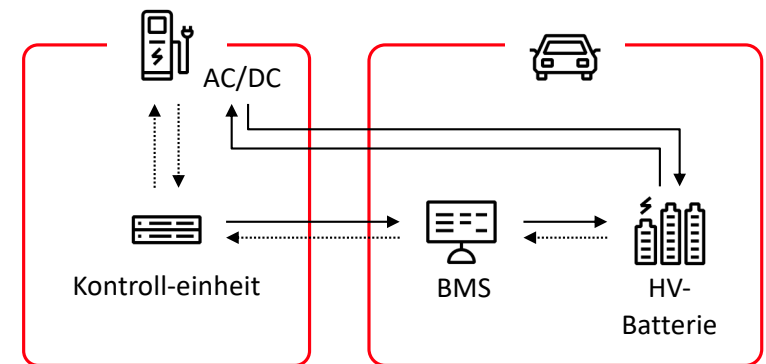 AC/DC
Kontroll-einheit
BMS
HV-
Batterie